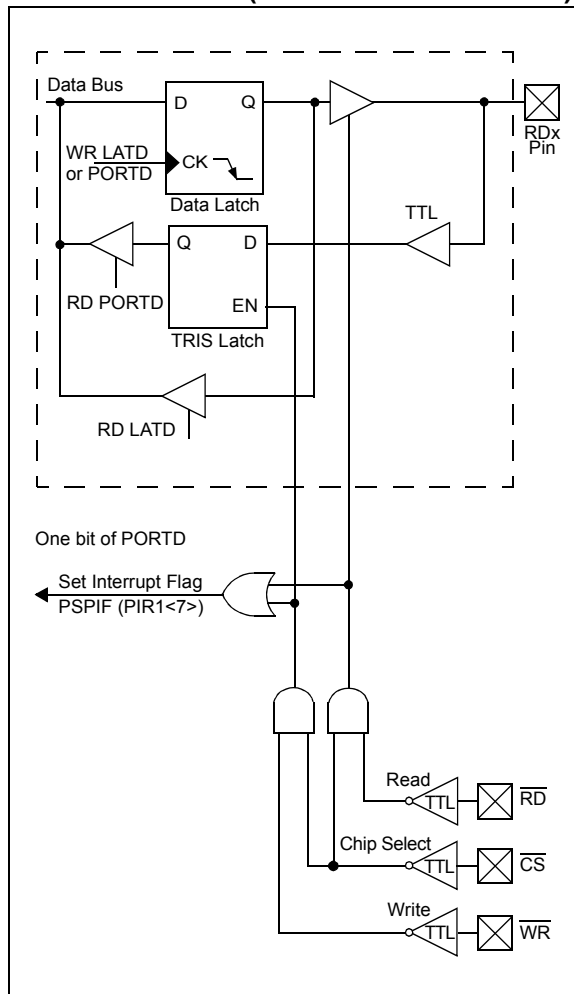 Data Bus
D Q
WR LATD
or PORTD
CK
Data Latch
RDx
Pin
TTL
Q D
RD PORTD
EN
TRIS Latch
RD LATD
One bit of PORTD
Set Interrupt Flag
PSPIF (PIR1<7>)
Read
TTL
RD
Chip Select
TTL
CS
Write
TTL
WR